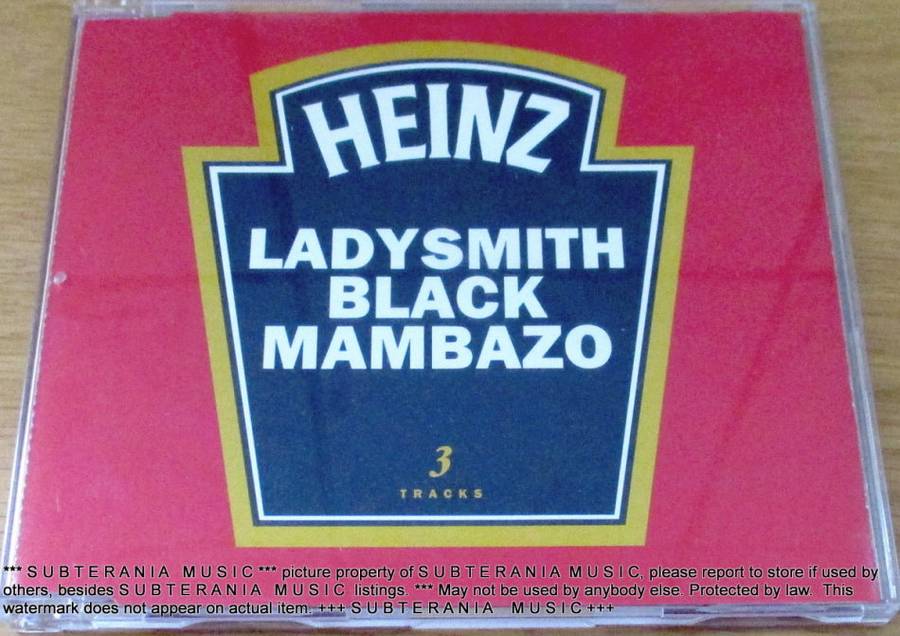 HEINZ
LADYSMITH
BLACK
MAMBAZO
3
TRACKS
*** S U B T E R A N I A   M U S I C *** picture property of S U B T E R A N I A  M U S I C, please report to store if used by
others, besides S U B T E R A N I A   M U S I C  listings. *** May not be used by anybody else. Protected by law.  This
watermark does not appear on actual item. +++ S U B T E R A N I A   M U S I C +++